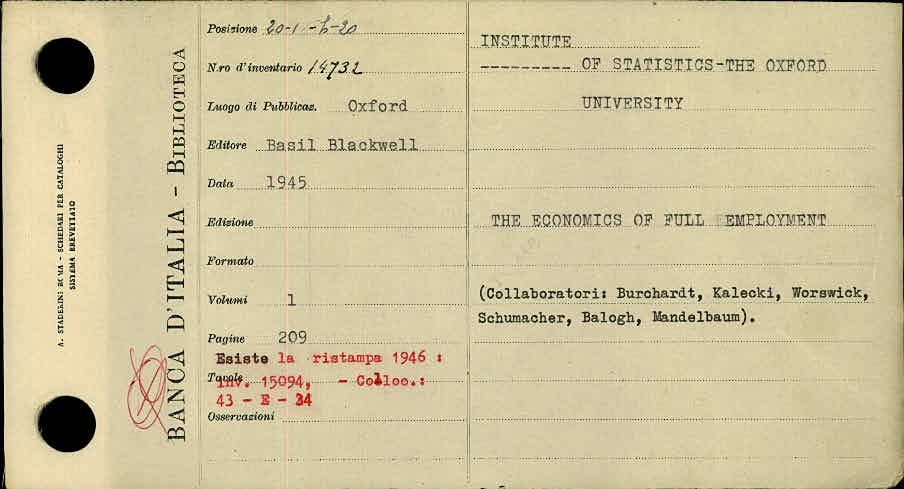 A. STADERINI ROMA - SCHEDARI PER CATALOGHI
SISTEMA BREVETTATO
BANCA D'ITALIA - BIBLIOTECA
Posizione
N.ro d'inventario 14732
Luogo di Pubblicaz. Oxford
Editore Basil Blackwell
Data 1945
Edizione
Formato
Volumi 1
Pagine 209
Esiste la ristampa 1946 :
Tavole inv. 15094, - Colloc.:
43 - E - 34
Osservazioni
INSTITUTE
--------- OF STATISTICS-THE OXFORD
UNIVERSITY
THE ECONOMICS OF FULL EMPLOYMENT
(Collaboratori: Burchardt, Kalecki, Worswick,
Schumacher, Balogh, Mandelbaum).